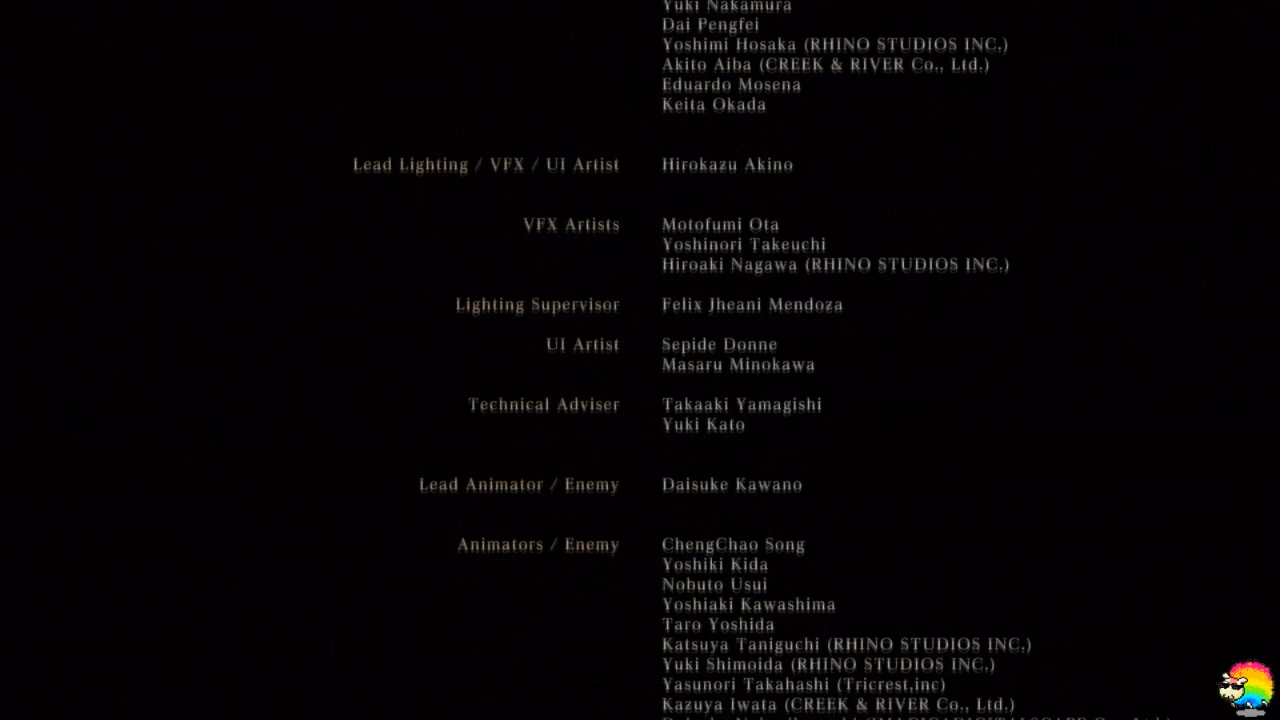 Yuki Nakamura
Dai Pengfei
Yoshimi Hosaka (RHINO STUDIOS INC.)
Akito Aiba (CREEK & RIVER Co., Ltd.)
Eduardo Mosena
Keita Okada
Lead Lighting / VFX / UI Artist Hirokazu Akino
VFX Artists Motofumi Ota
Yoshinori Takeuchi
Hiroaki Nagawa (RHINO STUDIOS INC.)
Lighting Supervisor Felix Jheani Mendoza
UI Artist Sepide Donne
Masaru Minokawa
Technical Adviser Takaaki Yamagishi
Yuki Kato
Lead Animator / Enemy Daisuke Kawano
Animators / Enemy ChengChao Song
Yoshiki Kida
Nobuto Usui
Yoshiaki Kawashima
Taro Yoshida
Katsuya Taniguchi (RHINO STUDIOS INC.)
Yuki Shimoida (RHINO STUDIOS INC.)
Yasunori Takahashi (Tricrest,inc)
Kazuya Iwata (CREEK & RIVER Co., Ltd.)